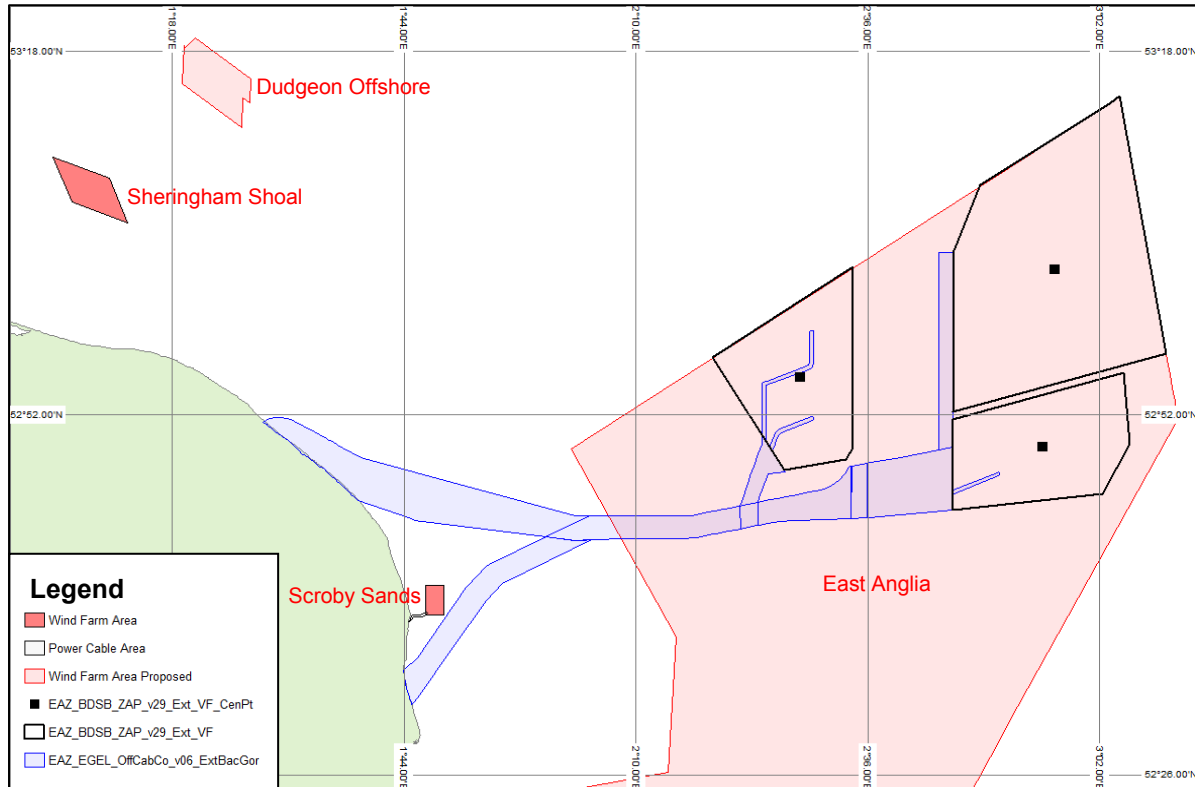 1°18.00'E
1°44.00'E
2°10.00'E
2°36.00'E
3°02.00'E
53°18.00'N
53°18.00'N
Dudgeon Offshore
Sheringham Shoal
52°52.00'N
52°52.00'N
Scroby Sands
East Anglia
Legend
Wind Farm Area
Power Cable Area
Wind Farm Area Proposed
EAZ_BDSB_ZAP_v29_Ext_VF_CenPt
EAZ_BDSB_ZAP_v29_Ext_VF
EAZ_EGEL_OffCabCo_v06_ExtBacGor
1°44.00'E
2°10.00'E
2°36.00'E
3°02.00'E
52°26.00'N